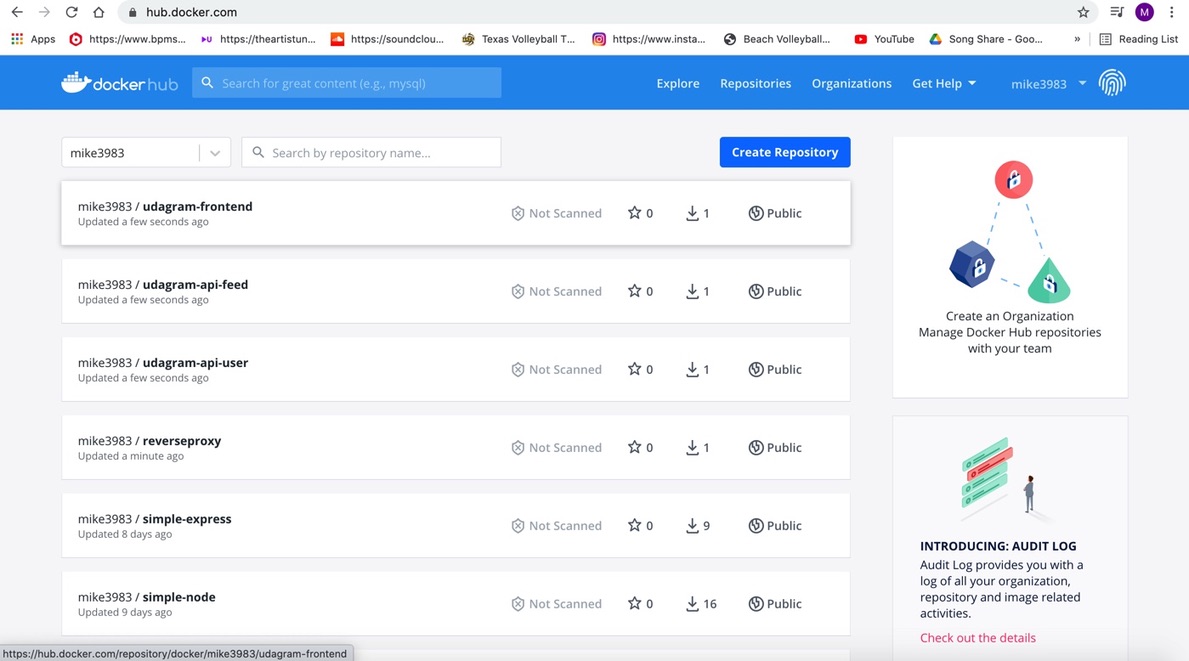 hub.docker.com
M
Apps
https://www.bpms...
https://theartistun...
https://soundclou...
Texas Volleyball T...
https://www.insta...
Beach Volleyball...
YouTube
Song Share - Goo...
»
Reading List
docker hub
Search for great content (e.g., mysql)
Explore
Repositories
Organizations
Get Help
mike3983
mike3983
Search by repository name...
Create Repository
mike3983 / udagram-frontend
Updated a few seconds ago
Not Scanned
0
1
Public
mike3983 / udagram-api-feed
Updated a few seconds ago
Not Scanned
0
1
Public
mike3983 / udagram-api-user
Updated a few seconds ago
Not Scanned
0
1
Public
mike3983 / reverseproxy
Updated a minute ago
Not Scanned
0
1
Public
mike3983 / simple-express
Updated 8 days ago
Not Scanned
0
9
Public
mike3983 / simple-node
Updated 9 days ago
Not Scanned
0
16
Public
Create an Organization
Manage Docker Hub repositories
with your team
INTRODUCING: AUDIT LOG
Audit Log provides you with a
log of all your organization,
repository and image related
activities.
Check out the details
https://hub.docker.com/repository/docker/mike3983/udagram-frontend